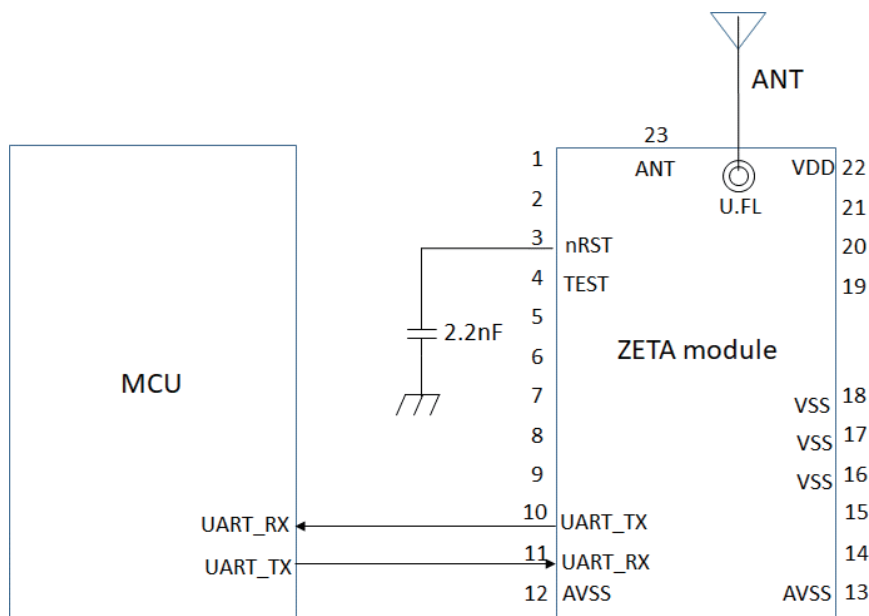 ANT
23
1
ANT
VDD 22
2
U.FL
21
3
nRST
20
4
TEST
19
5
2.2nF
6
ZETA module
MCU
7
VSS 18
8
VSS 17
9
VSS 16
UART_RX
10
UART_TX
15
UART_TX
11
UART_RX
14
12
AVSS
AVSS 13